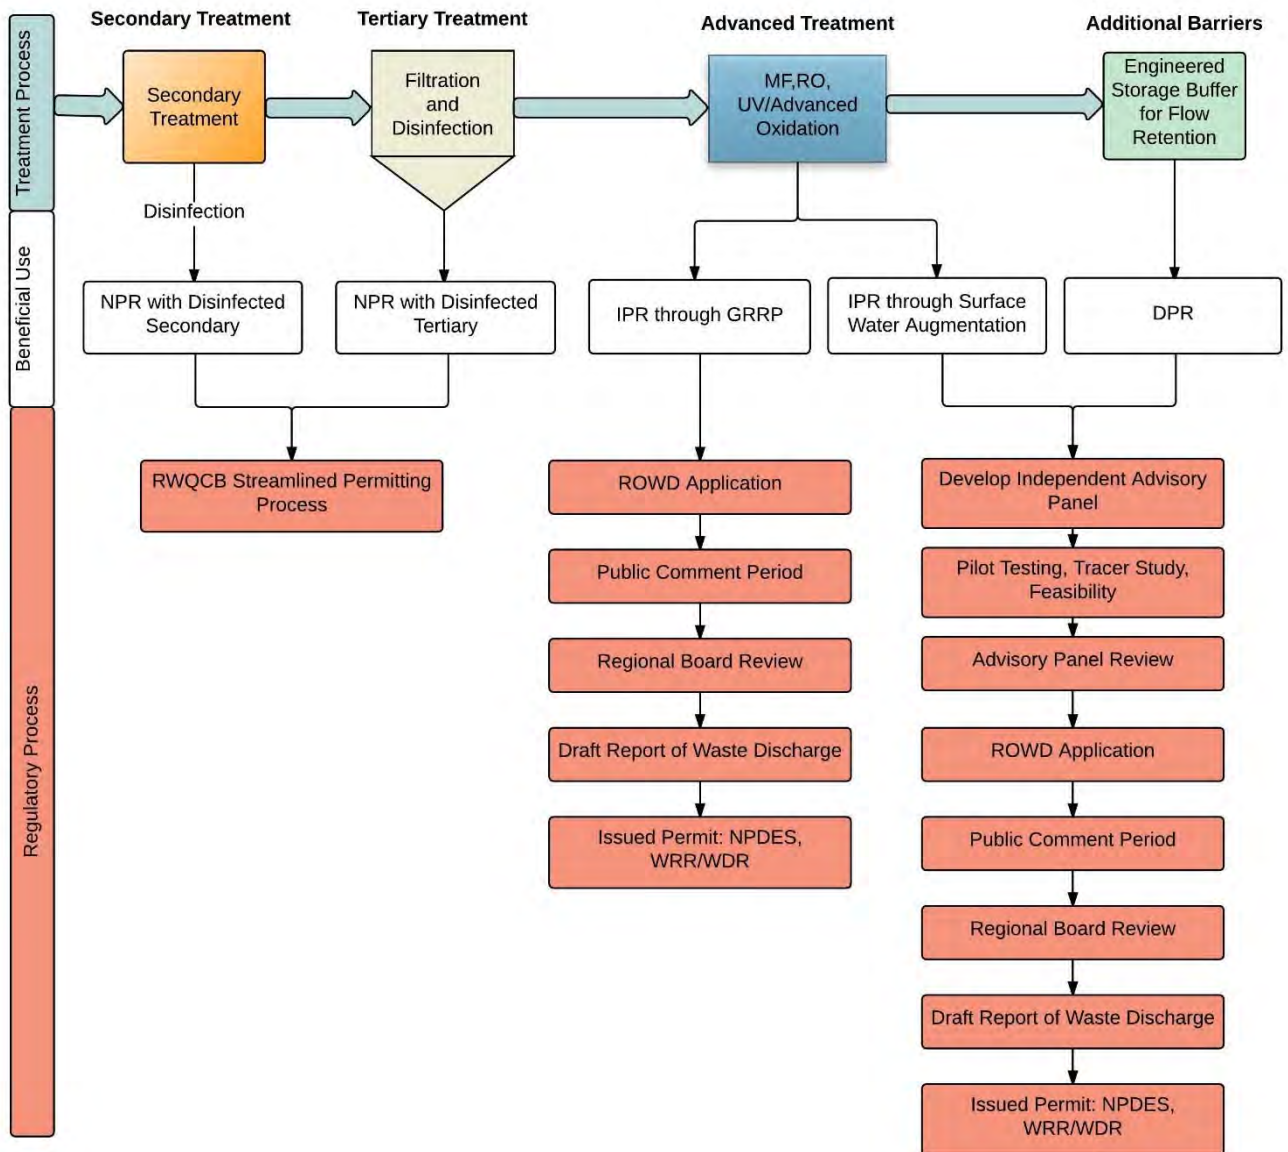 Secondary Treatment
Tertiary Treatment
Advanced Treatment
Additional Barriers
Treatment Process
Secondary
Treatment
Filtration
and
Disinfection
MF,RO,
UV/Advanced
Oxidation
Engineered
Storage Buffer
for Flow
Retention
Disinfection
Beneficial Use
NPR with Disinfected
Secondary
NPR with Disinfected
Tertiary
IPR through GRRP
IPR through Surface
Water Augmentation
DPR
Regulatory Process
RWQCB Streamlined Permitting
Process
ROWD Application
Public Comment Period
Regional Board Review
Draft Report of Waste Discharge
Issued Permit: NPDES,
WRR/WDR
Develop Independent Advisory
Panel
Pilot Testing, Tracer Study,
Feasibility
Advisory Panel Review
ROWD Application
Public Comment Period
Regional Board Review
Draft Report of Waste Discharge
Issued Permit: NPDES,
WRR/WDR